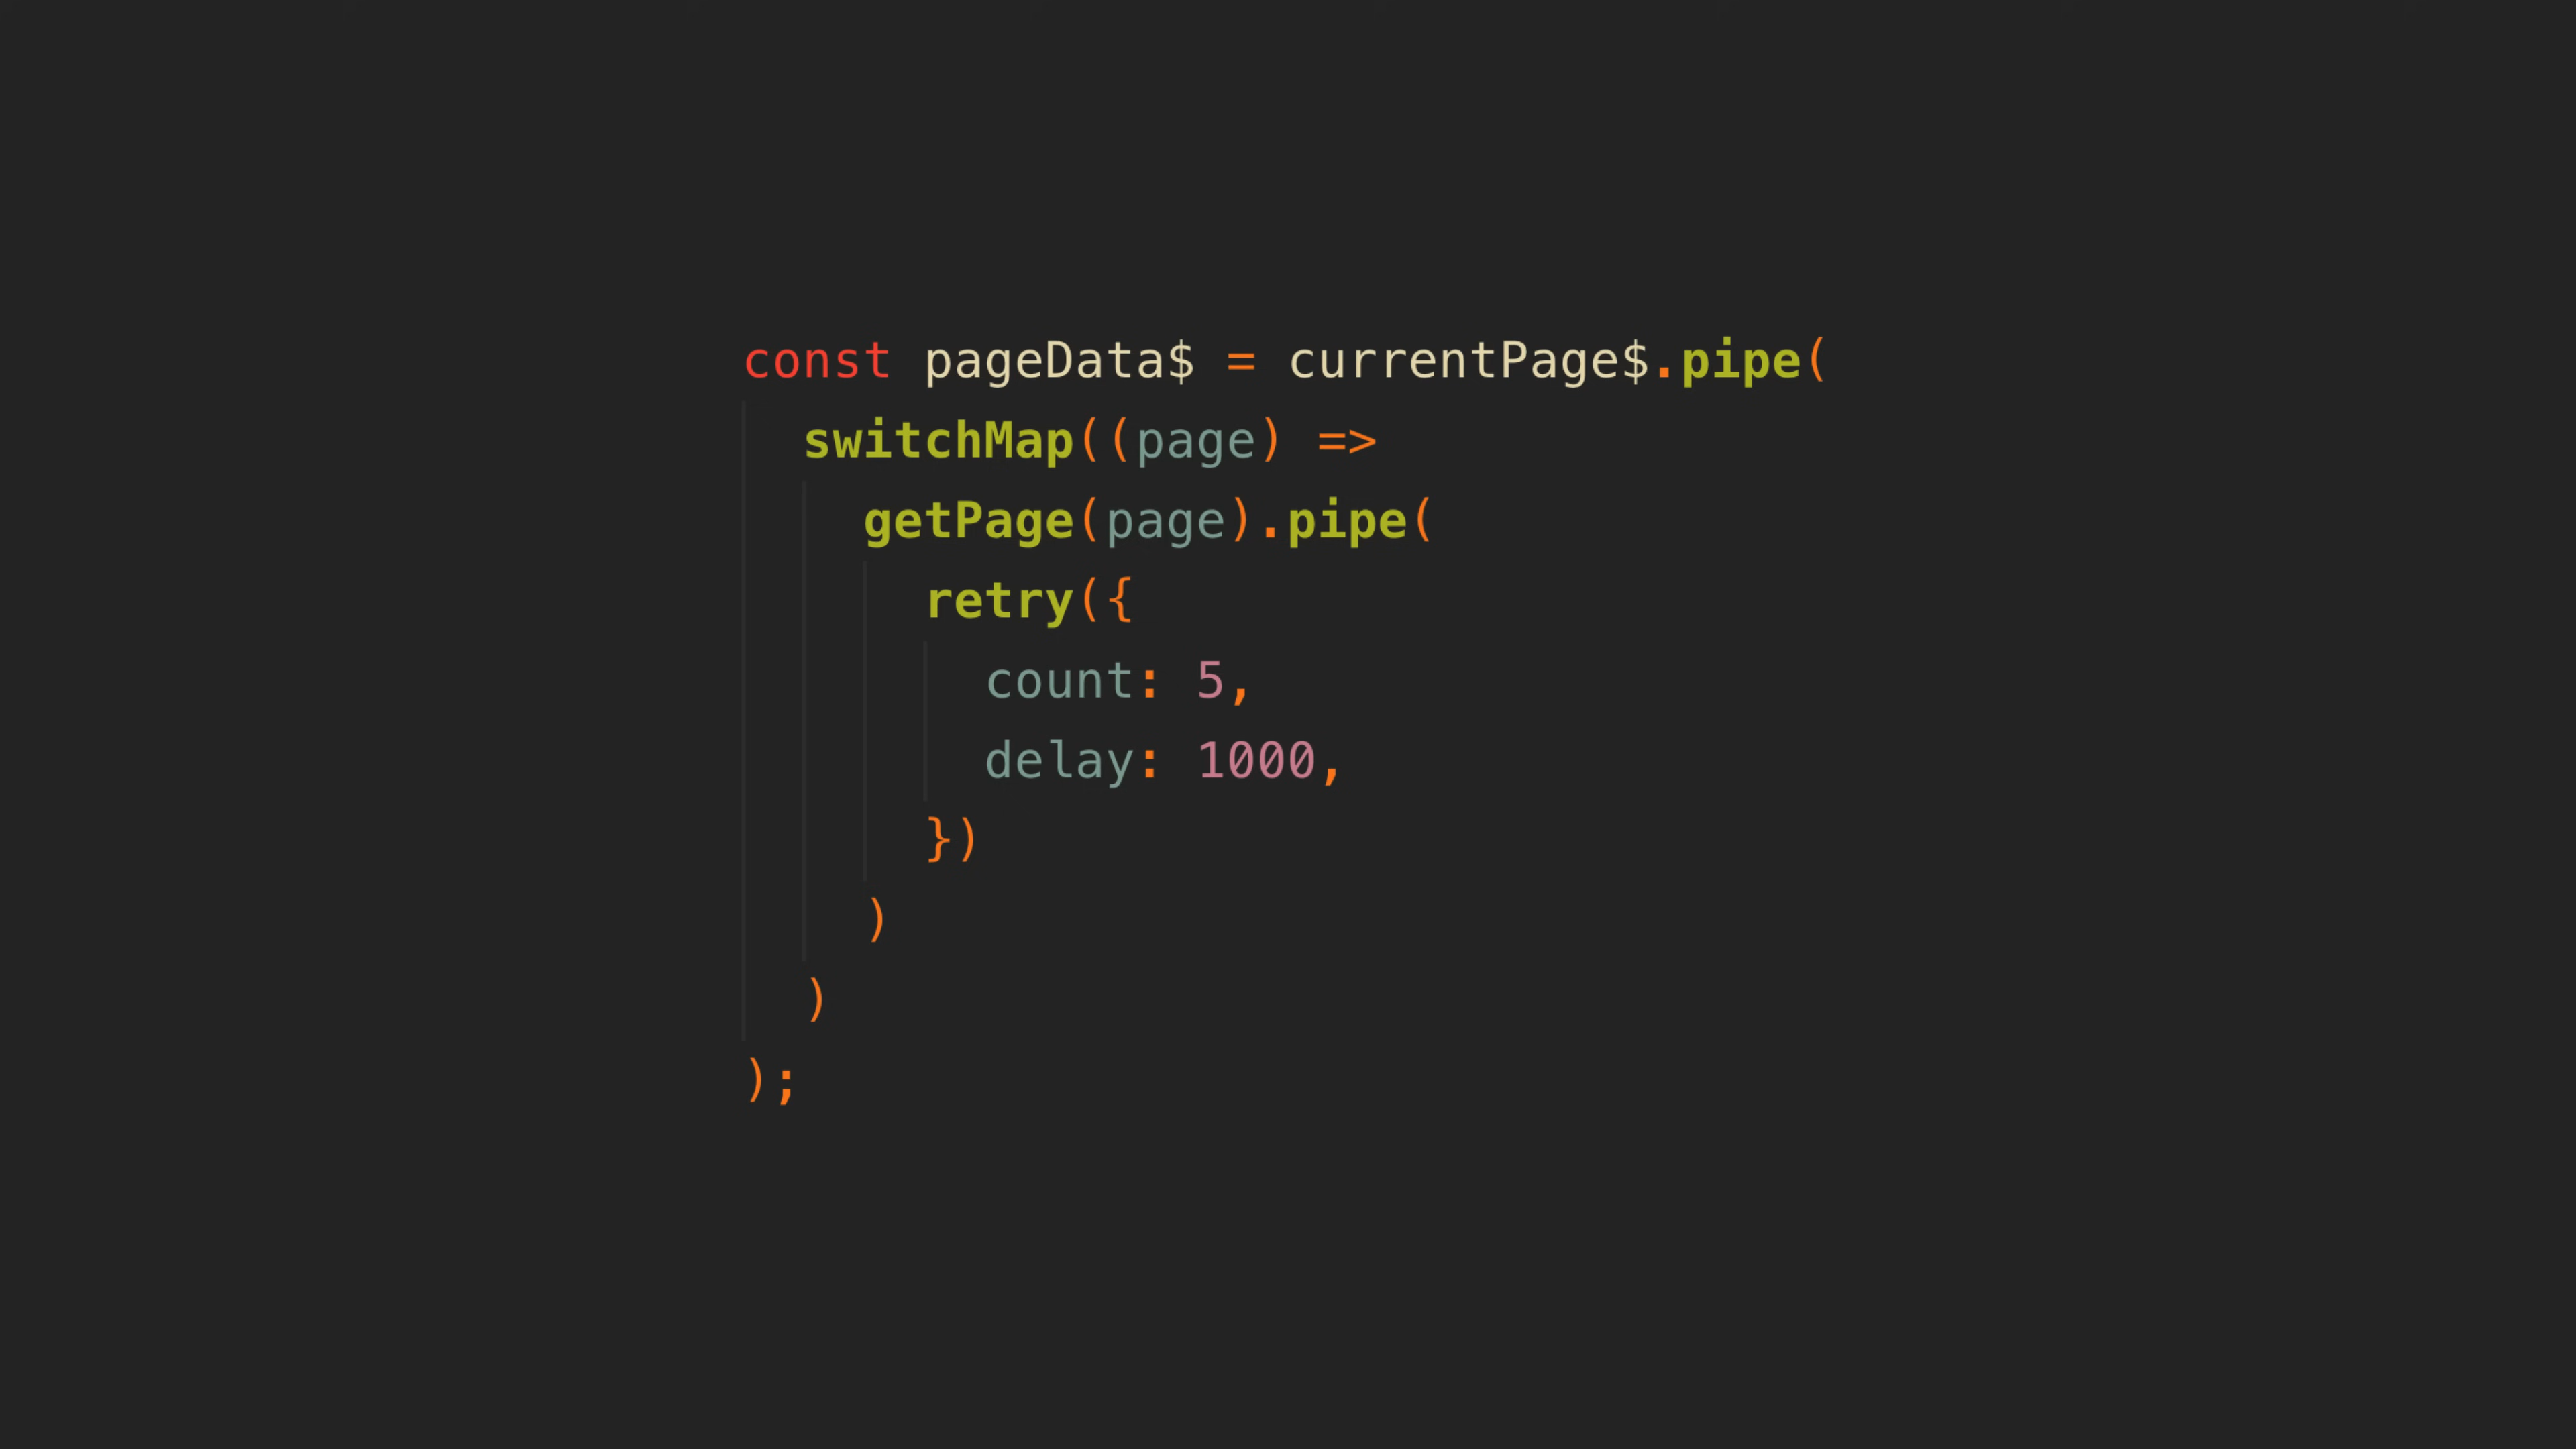 const pageData$ = currentPage$.pipe(
  switchMap((page) =>
    getPage(page).pipe(
      retry({
        count: 5,
        delay: 1000,
      })
    )
  )
);